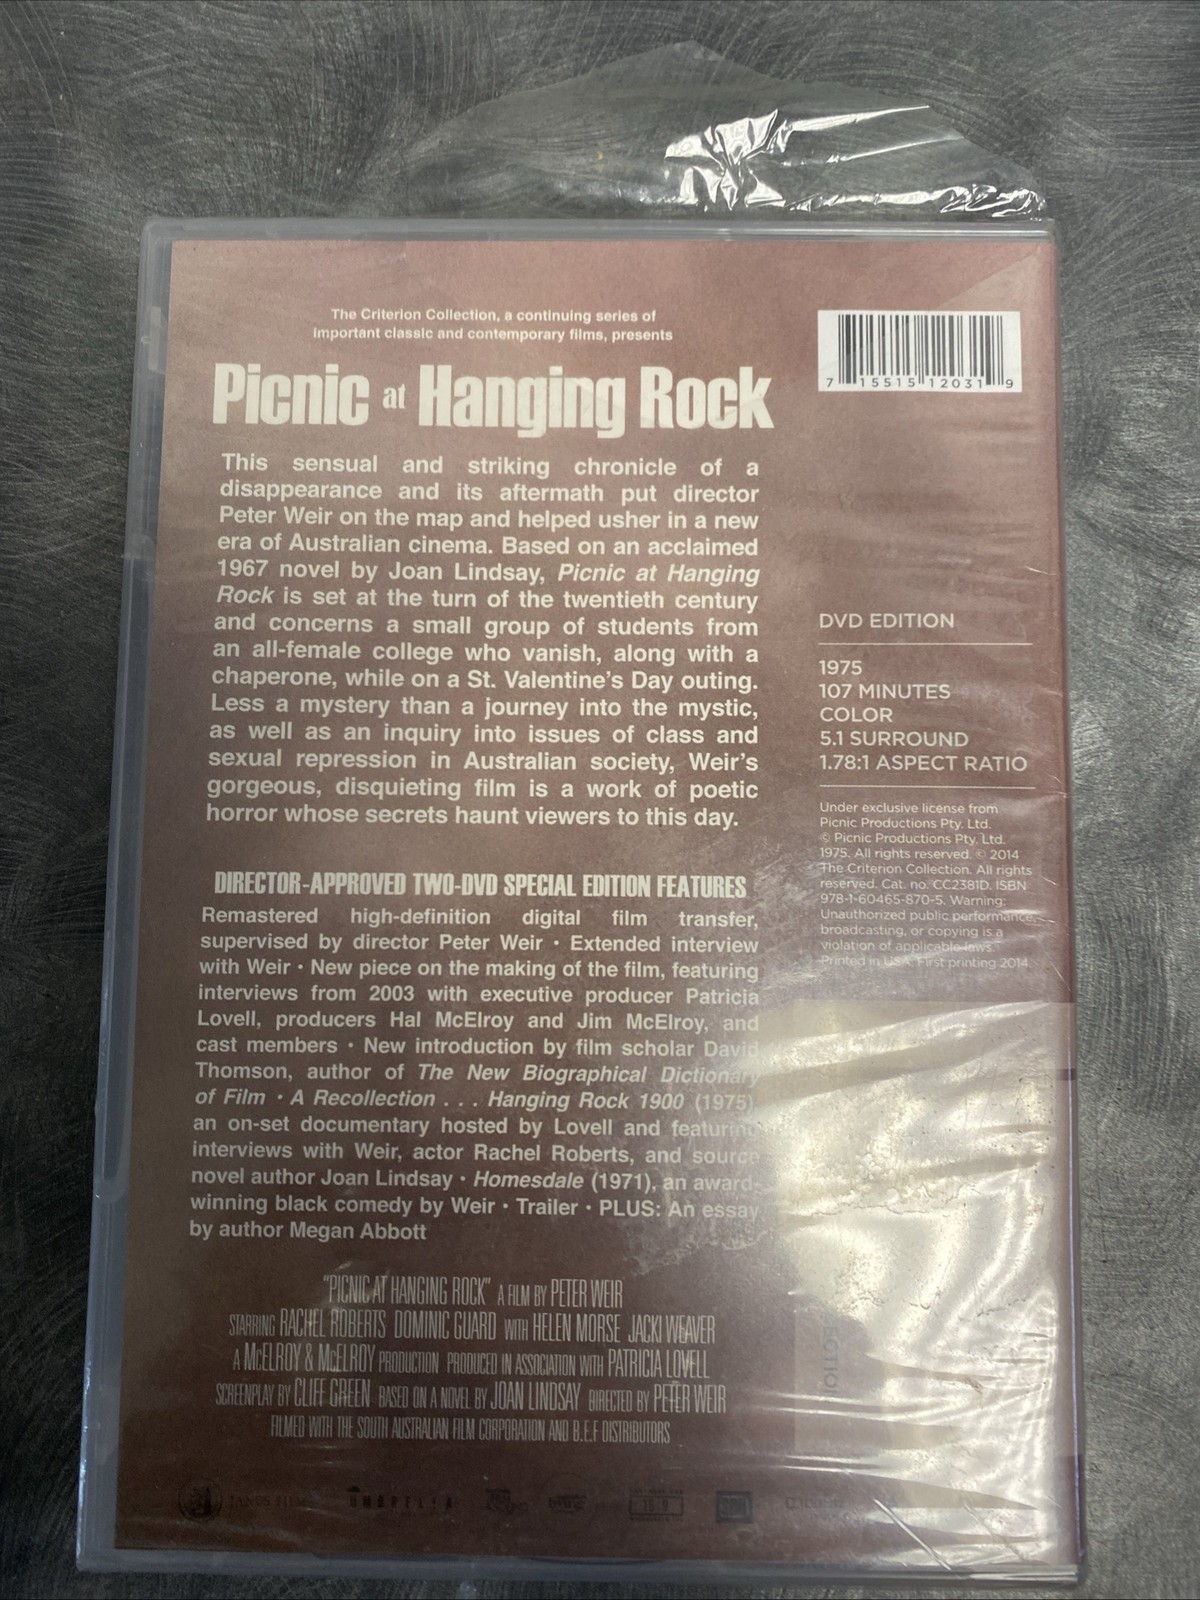 The Criterion Collection, a continuing series of
important classic and contemporary films, presents
Picnic at Hanging Rock
This sensual and striking chronicle of a
disappearance and its aftermath put director
Peter Weir on the map and helped usher in a new
era of Australian cinema. Based on an acclaimed
1967 novel by Joan Lindsay, Picnic at Hanging
Rock is set at the turn of the twentieth century
and concerns a small group of students from
an all-female college who vanish, along with a
chaperone, while on a St. Valentine's Day outing.
Less a mystery than a journey into the mystic,
as well as an inquiry into issues of class and
sexual repression in Australian society, Weir's
gorgeous, disquieting film is a work of poetic
horror whose secrets haunt viewers to this day.
DIRECTOR-APPROVED TWO-DVD SPECIAL EDITION FEATURES
Remastered high-definition digital film transfer,
supervised by director Peter Weir • Extended interview
with Weir • New piece on the making of the film, featuring
interviews from 2003 with executive producer Patricia
Lovell, producers Hal McElroy and Jim McElroy, and
cast members • New introduction by film scholar David
Thomson, author of The New Biographical Dictionary
of Film • A Recollection . . . Hanging Rock 1900 (1975),
an on-set documentary hosted by Lovell and featuring
interviews with Weir, actor Rachel Roberts, and source
novel author Joan Lindsay • Homesdale (1971), an award-
winning black comedy by Weir • Trailer • PLUS: An essay
by author Megan Abbott
"PICNIC AT HANGING ROCK" A FILM BY PETER WEIR
STARRING RACHEL ROBERTS DOMINIC GUARD WITH HELEN MORSE JACKI WEAVER
A McELROY & McELROY PRODUCTION PRODUCED IN ASSOCIATION WITH PATRICIA LOVELL
SCREENPLAY BY CLIFF GREEN BASED ON A NOVEL BY JOAN LINDSAY DIRECTED BY PETER WEIR
FILMED WITH THE SOUTH AUSTRALIAN FILM CORPORATION AND B.E.F DISTRIBUTORS
UMBRELLA
16:9
7 15515 12031 9
DVD EDITION
1975
107 MINUTES
COLOR
5.1 SURROUND
1.78:1 ASPECT RATIO
Under exclusive license from
Picnic Productions Pty. Ltd.
© Picnic Productions Pty. Ltd.
1975. All rights reserved. © 2014
The Criterion Collection. All rights
reserved. Cat. no. CC2381D. ISBN
978-1-60465-870-5. Warning:
Unauthorized public performance,
broadcasting, or copying is a
violation of applicable laws.
Printed in USA. First printing 2014.